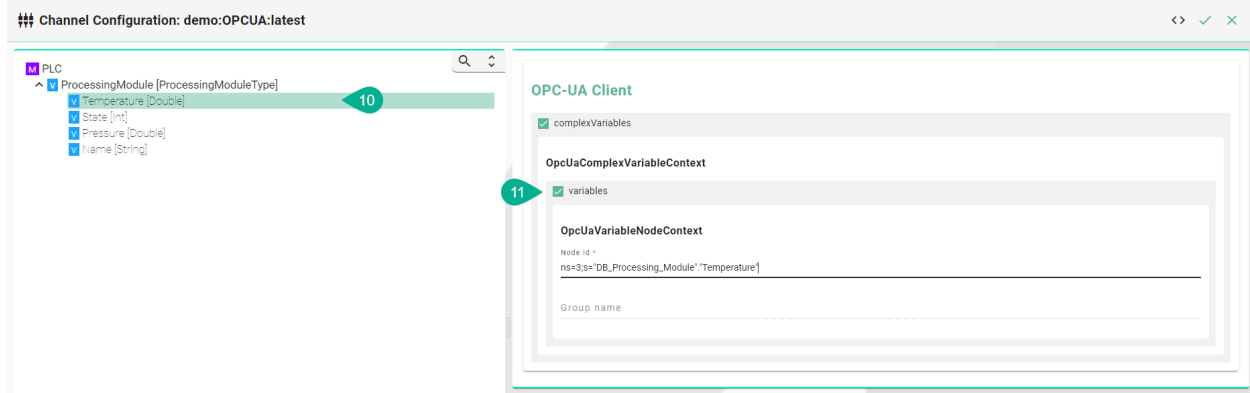 Channel Configuration: demo:OPCUA:latest
M PLC
V ProcessingModule [ProcessingModuleType]
V Temperature [Double]
10
V State [Int]
V Pressure [Double]
V Name [String]
OPC-UA Client
complexVariables
OpcUaComplexVariableContext
11
variables
OpcUaVariableNodeContext
Node id *
ns=3;s="DB_Processing_Module"."Temperature"
Group name